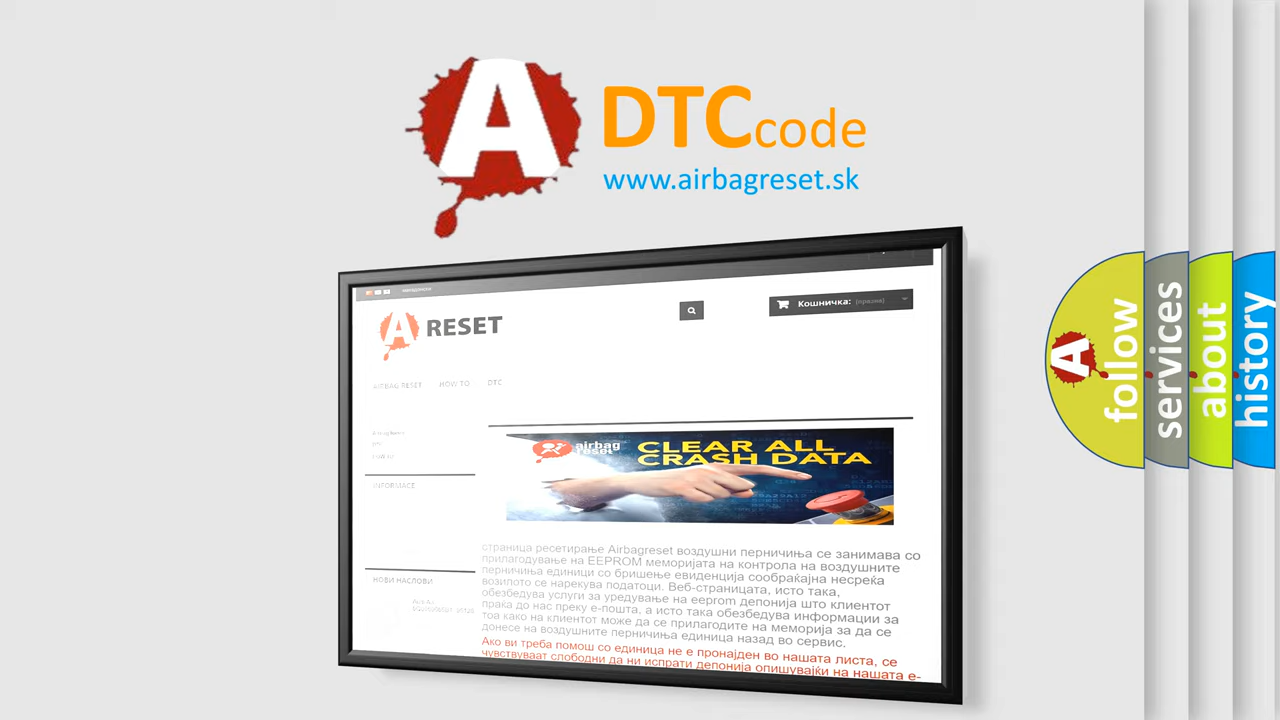 A
DTC code
www.airbagreset.sk
Кошничка: (празна)
A RESET
AIRBAG RESET HOW TO DTC
airbag reset
CLEAR ALL
CRASH DATA
INFORMACE
НОВИ НАСЛОВИ
страница ресетирање Airbagreset воздушни перничиња се занимава со
прилагодување на EEPROM меморијата на контрола на воздушните
перничиња единици со бришење евиденција сообраќајна несреќа
возилото се нарекува податоци. Веб-страницата, исто така,
обезбедува услуги за уредување на eeprom депонија што клиентот
праќа до нас преку е-пошта, а исто така обезбедува информации за
тоа како на клиентот може да се прилагодите на меморија за да се
донесе на воздушните перничиња единица назад во сервис.
Ако ви треба помош со единица не е пронајден во нашата листа, се
чувствуваат слободни да ни испрати депонија опишувајќи на нашата е-
A
follow
services
about
history